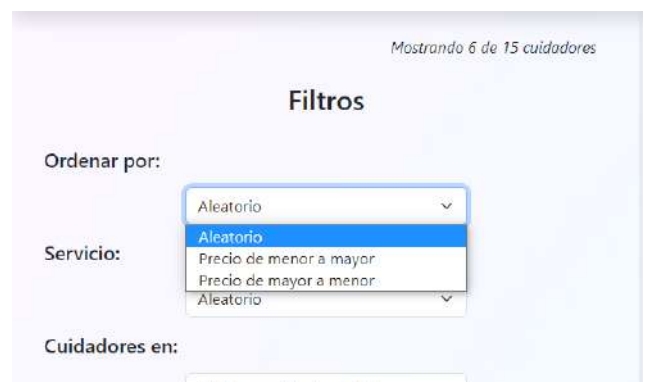 Mostrando 6 de 15 cuidadores
Filtros
Ordenar por:
Aleatorio
Aleatorio
Precio de menor a mayor
Precio de mayor a menor
Servicio:
Aleatorio
Cuidadores en: